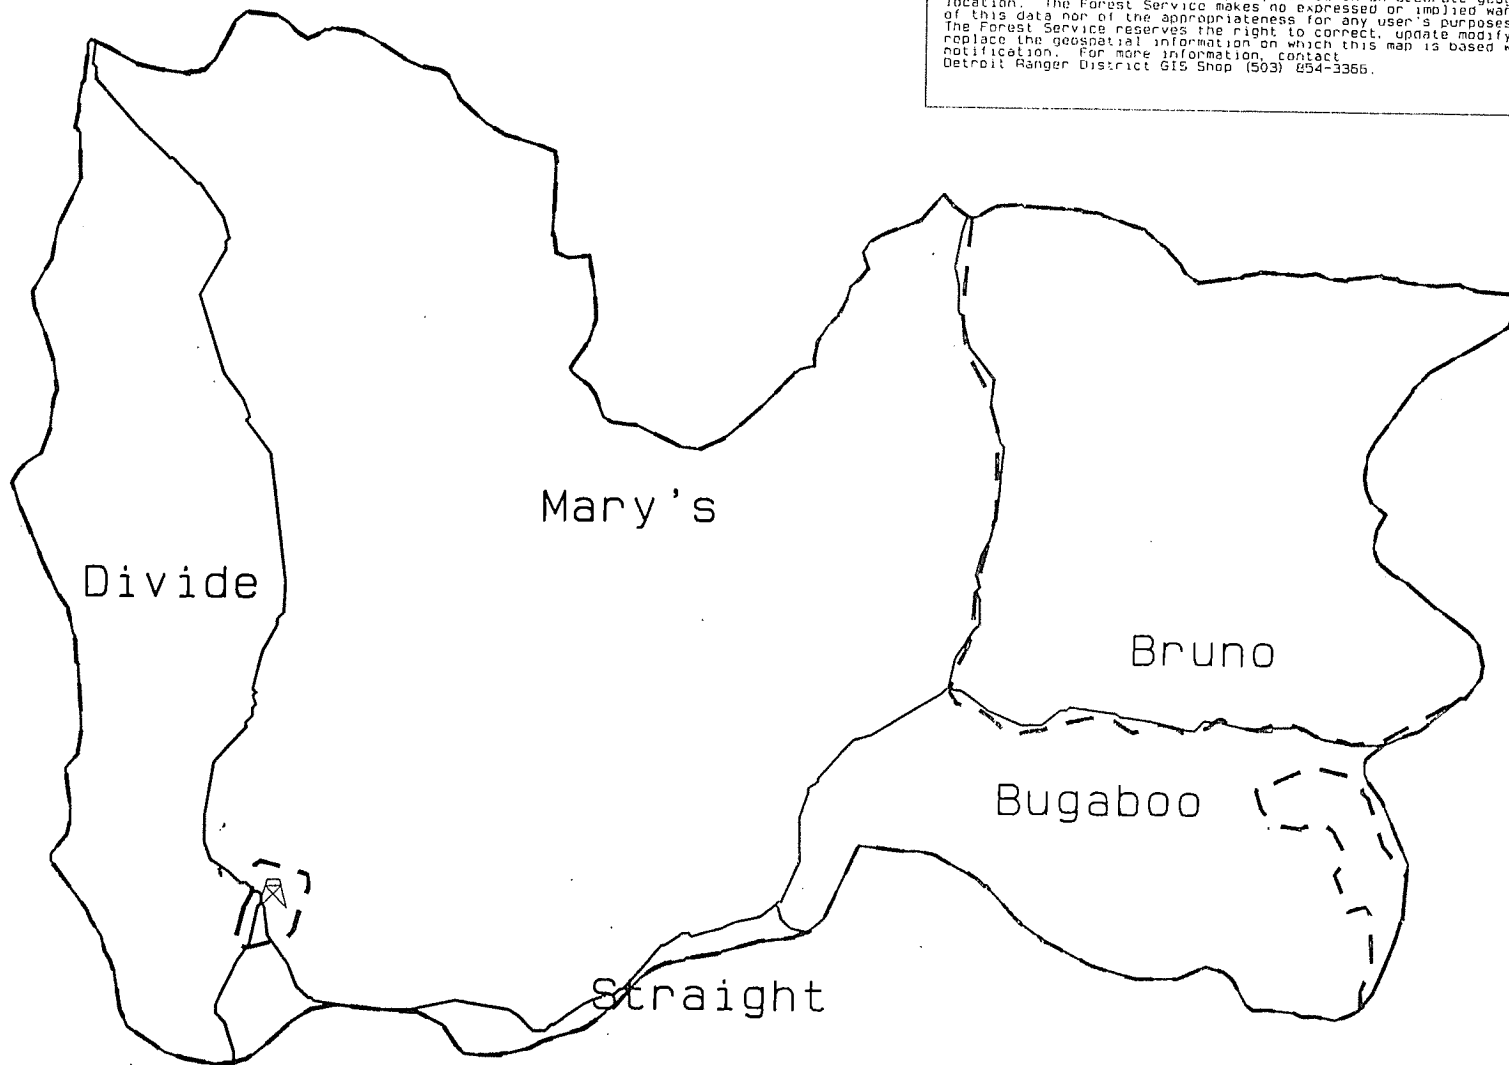 location. The Forest Service makes no expressed or implied
of this data nor of the appropriateness for any user's purposes
The Forest Service reserves the right to correct, update modify
replace the geospatial information on which this map is based
notification. For more information, contact
Detroit Ranger District GIS Shop (503) 854-3366.
Mary's
Divide
Bruno
Bugaboo
Straight